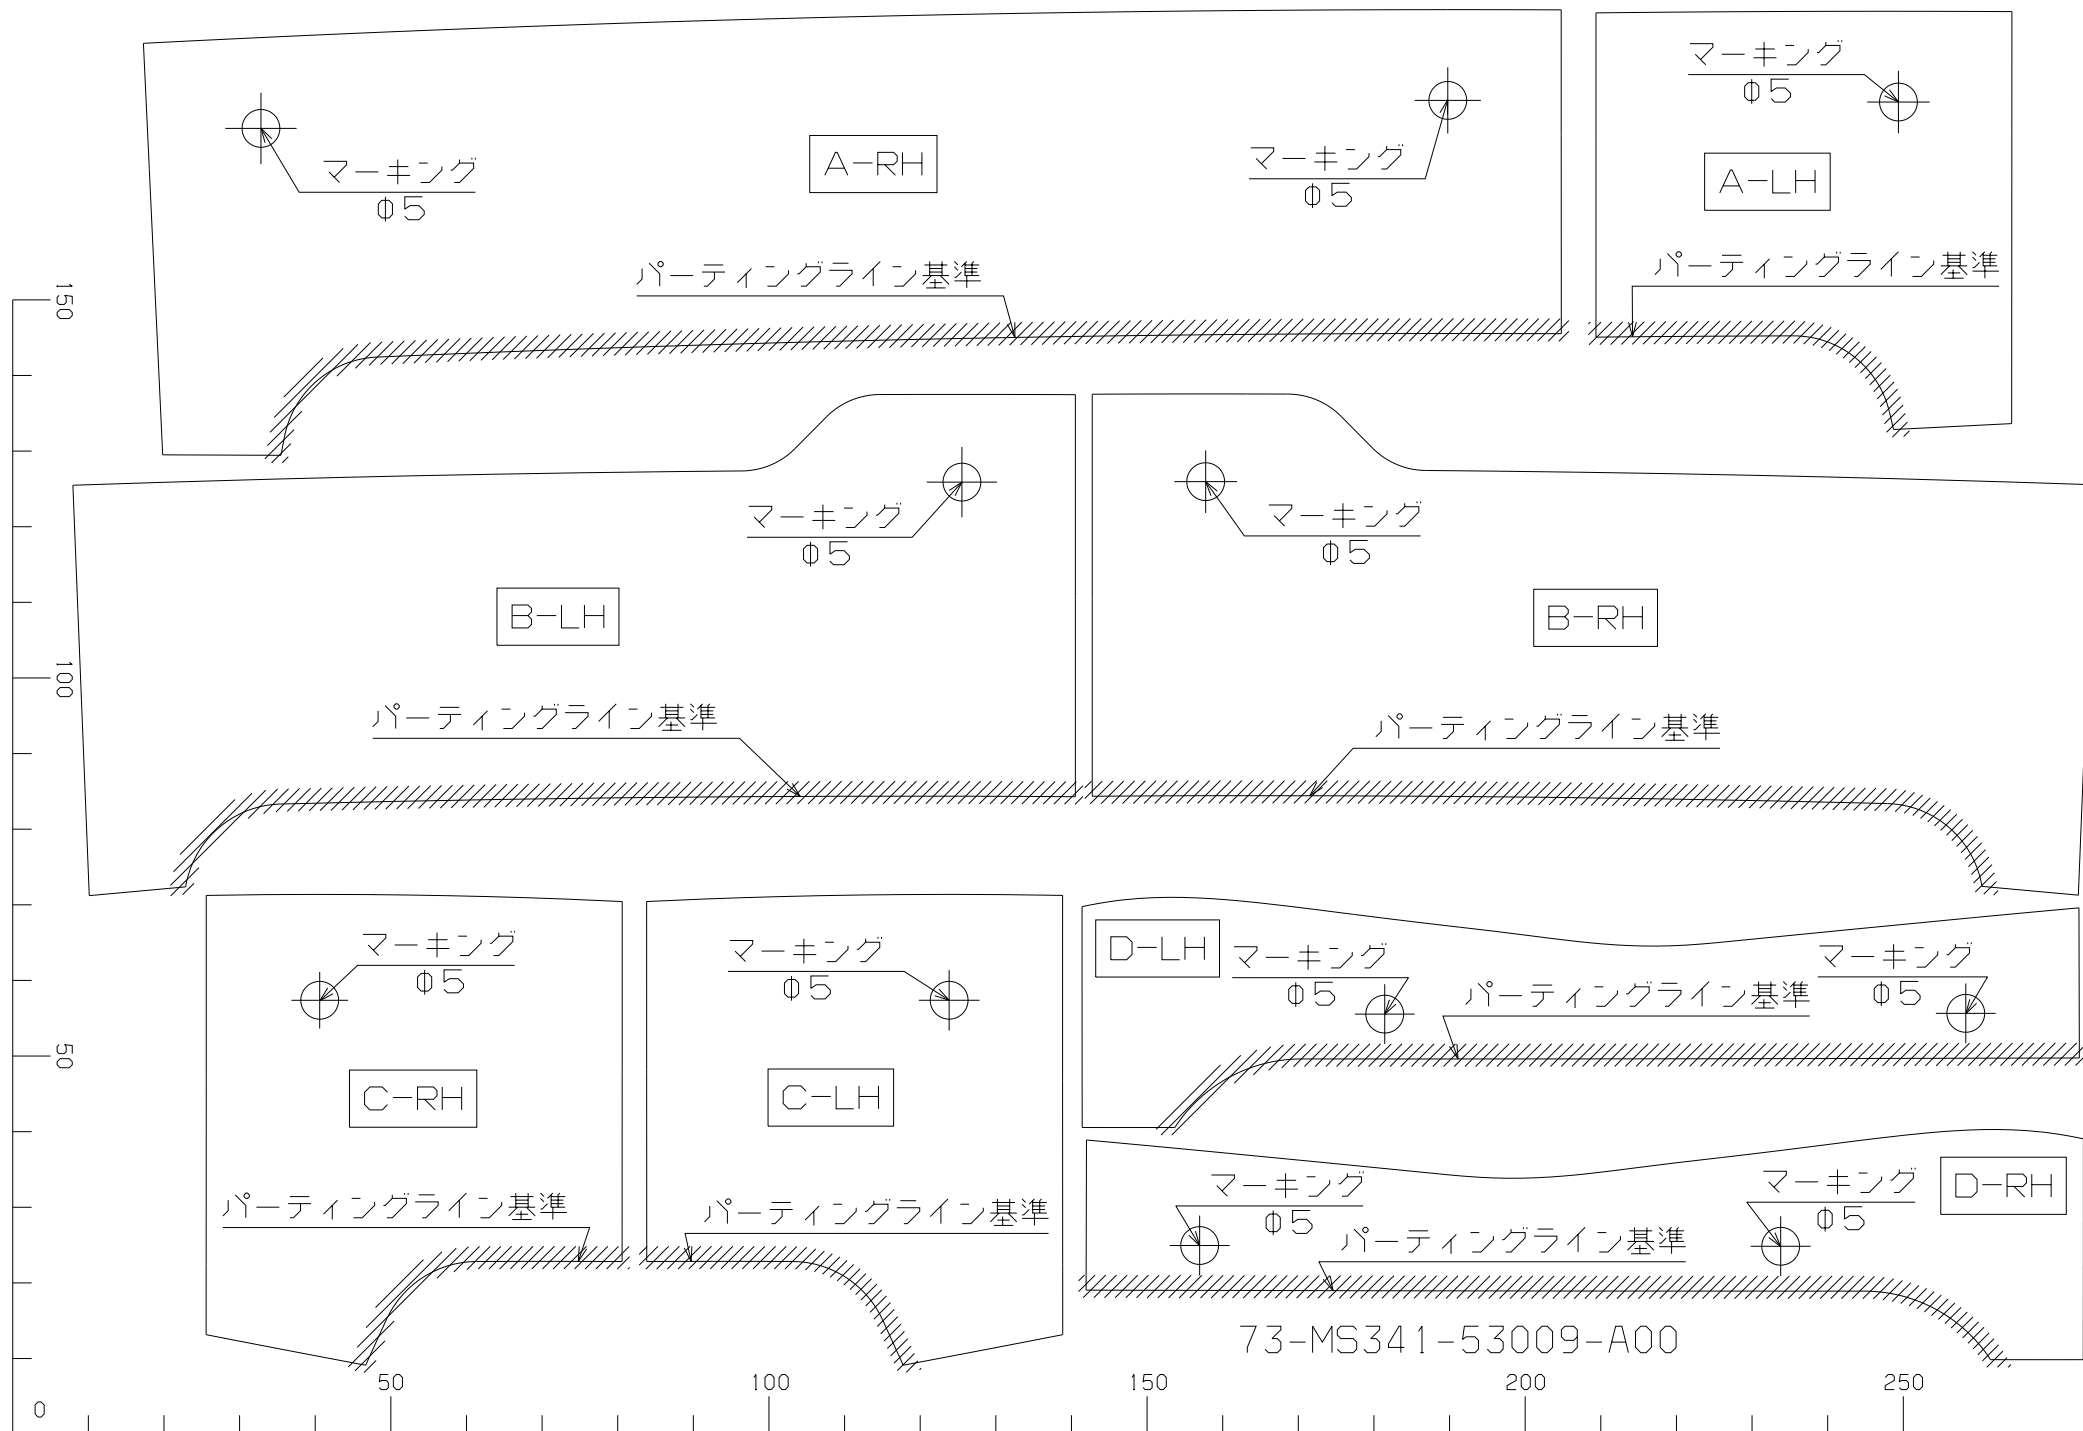 マーキング
φ5
A-RH
マーキング
φ5
マーキング
φ5
A-LH
パーティングライン基準
パーティングライン基準
150
マーキング
φ5
マーキング
φ5
B-LH
B-RH
100
パーティングライン基準
パーティングライン基準
マーキング
φ5
マーキング
φ5
D-LH
マーキング
φ5
マーキング
φ5
パーティングライン基準
50
C-RH
C-LH
パーティングライン基準
パーティングライン基準
マーキング
φ5
マーキング
φ5
D-RH
パーティングライン基準
73-MS341-53009-A00
0
50
100
150
200
250